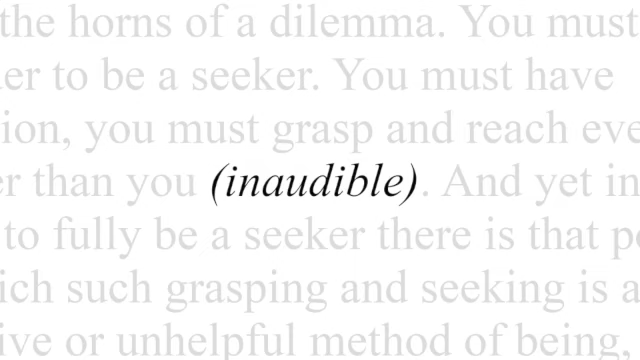 the horns of a dilemma. You must
to be a seeker. You must have
you must grasp and reach
than you (inaudible). And yet in
to fully be a seeker there is that
such grasping and seeking is a
or unhelpful method of being,